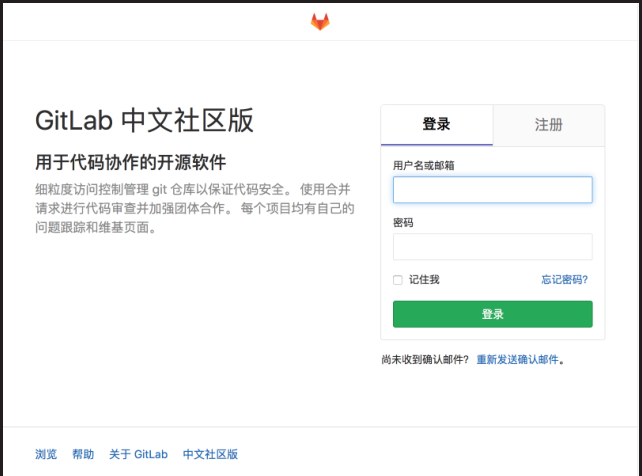 GitLab 中文社区版
用于代码协作的开源软件
细粒度访问控制管理 git 仓库以保证代码安全。 使用合并
请求进行代码审查并加强团体合作。 每个项目均有自己的
问题跟踪和维基页面。
登录 注册
用户名或邮箱
密码
记住我 忘记密码?
登录
尚未收到确认邮件? 重新发送确认邮件。
浏览 帮助 关于 GitLab 中文社区版